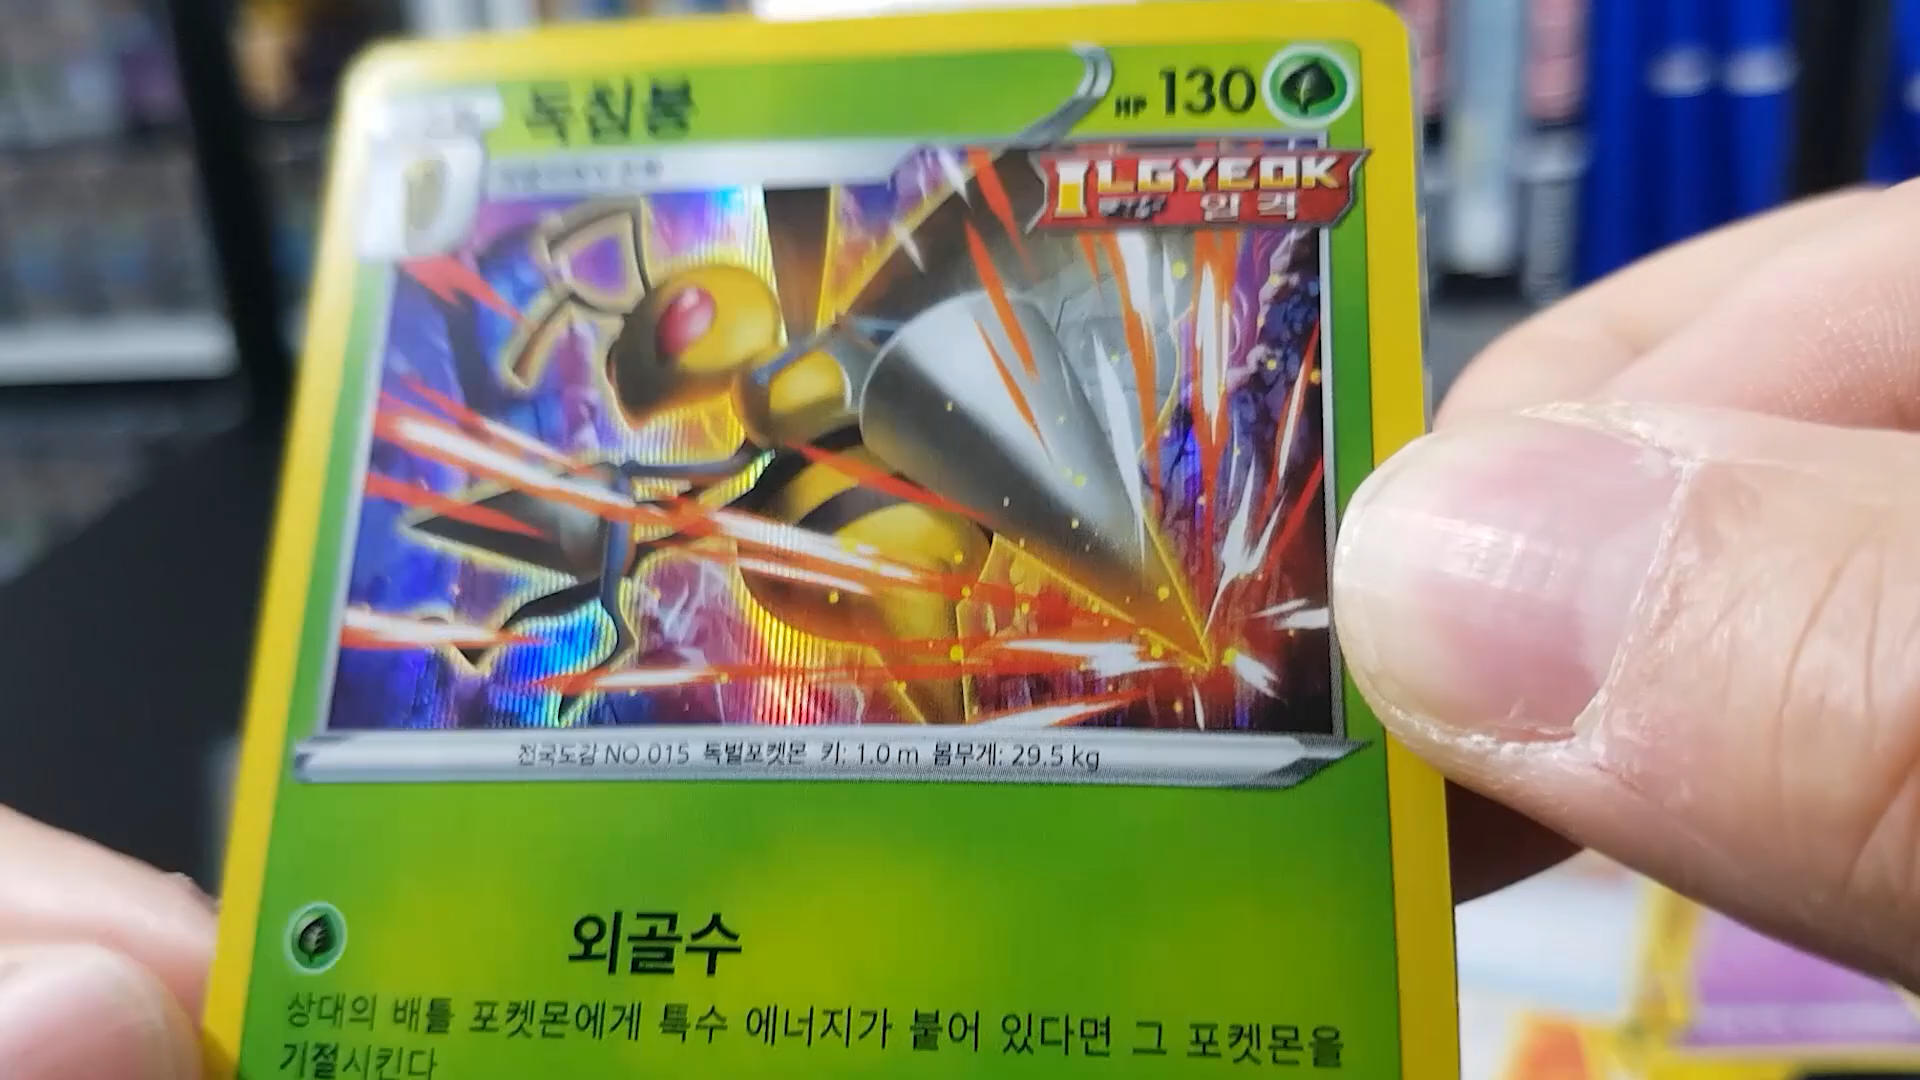 독침붕
HP 130
ILGYEOK
일격
전국도감 NO.015 독벌포켓몬 키: 1.0 m 몸무게: 29.5 kg
외골수
상대의 배틀 포켓몬에게 특수 에너지가 붙어 있다면 그 포켓몬을
기절시킨다